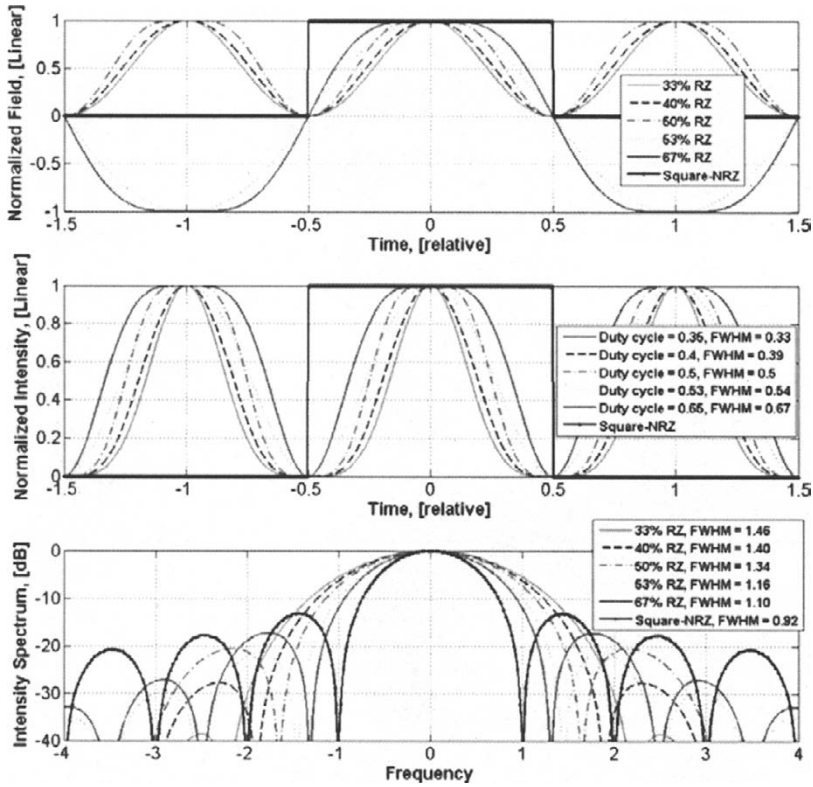 Normalized Field, [Linear]
1
0.5
0
-0.5
-1
-1.5
-1
-0.5
0
0.5
1
1.5
Time, [relative]
33% RZ
40% RZ
50% RZ
53% RZ
67% RZ
Square-NRZ
Normalized Intensity, [Linear]
1
0.8
0.6
0.4
0.2
0
-1.5
-1
-0.5
0
0.5
1
1.5
Time, [relative]
Duty cycle = 0.35, FWHM = 0.33
Duty cycle = 0.4, FWHM = 0.39
Duty cycle = 0.5, FWHM = 0.5
Duty cycle = 0.53, FWHM = 0.54
Duty cycle = 0.65, FWHM = 0.67
Square-NRZ
Intensity Spectrum, [dB]
0
-10
-20
-30
-40
-4
-3
-2
-1
0
1
2
3
4
Frequency
33% RZ, FWHM = 1.46
40% RZ, FWHM = 1.40
50% RZ, FWHM = 1.34
53% RZ, FWHM = 1.16
67% RZ, FWHM = 1.10
Square-NRZ, FWHM = 0.92